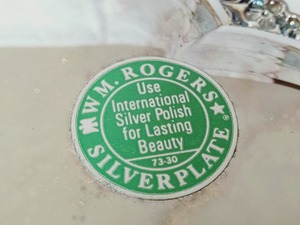 WM. ROGERS
Use
International
Silver Polish
for Lasting
Beauty
73-30
SILVERPLATE ®